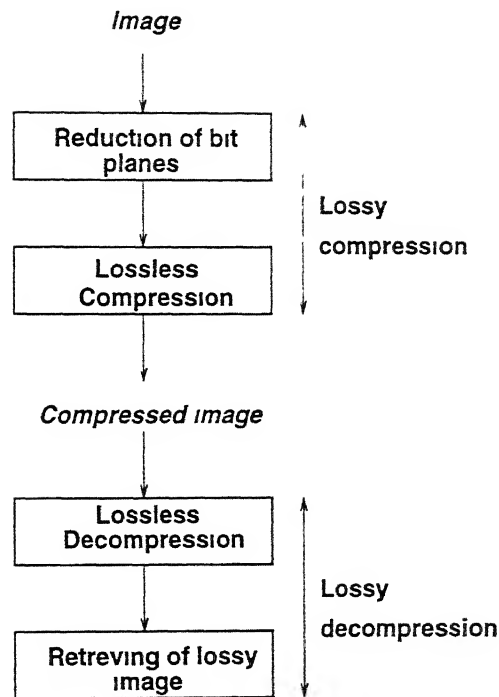 Image
Reduction of bit
planes
Lossy
compression
Lossless
Compression
Compressed image
Lossless
Decompression
Lossy
decompression
Retreving of lossy
image